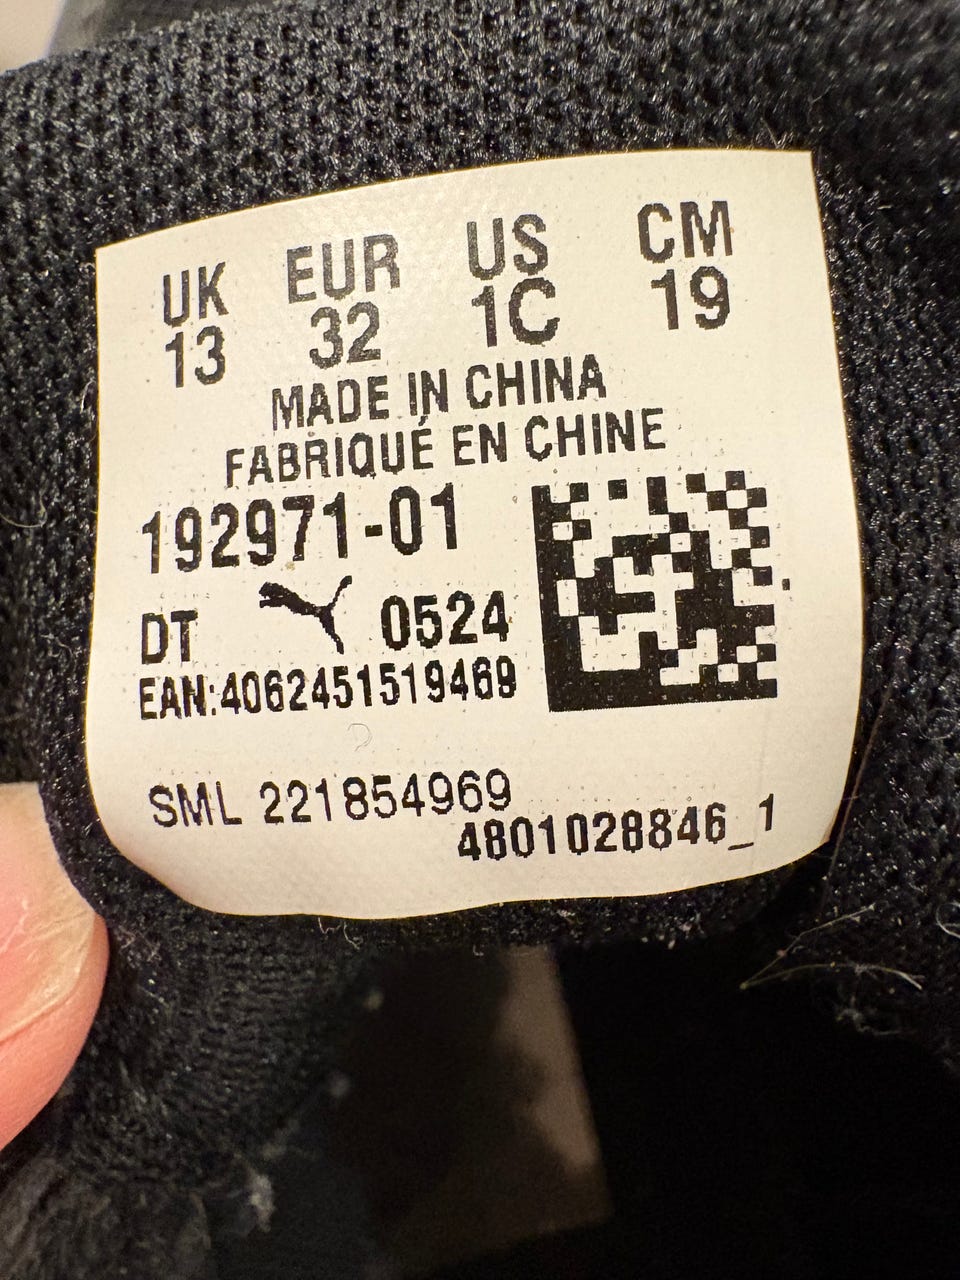 UK EUR US CM
13 32 1C 19
MADE IN CHINA
FABRIQUÉ EN CHINE
192971-01
DT 0524
EAN:4062451519469
SML 221854969
4801028846_1